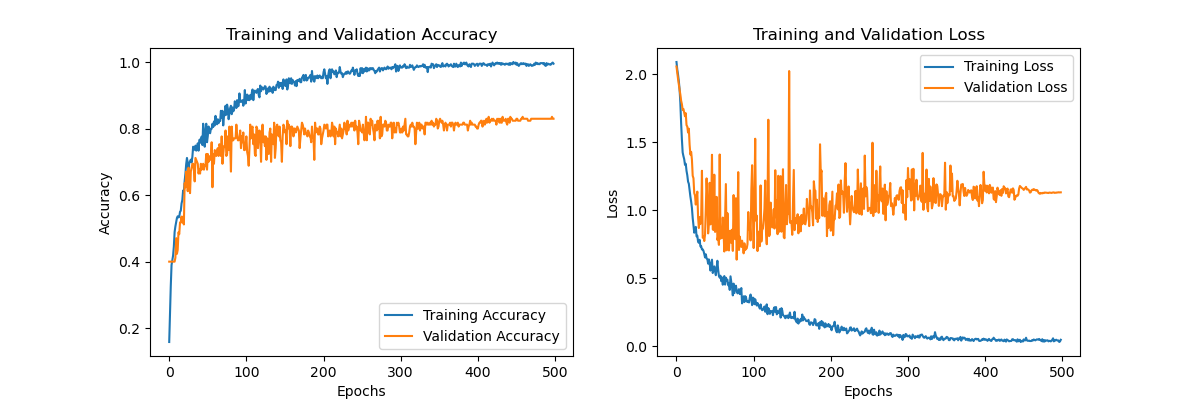 Training and Validation Accuracy
1.0
0.8
0.6
0.4
0.2
Accuracy
Training Accuracy
Validation Accuracy
0 100 200 300 400 500
Epochs
Training and Validation Loss
2.0
1.5
1.0
0.5
0.0
Loss
Training Loss
Validation Loss
0 100 200 300 400 500
Epochs